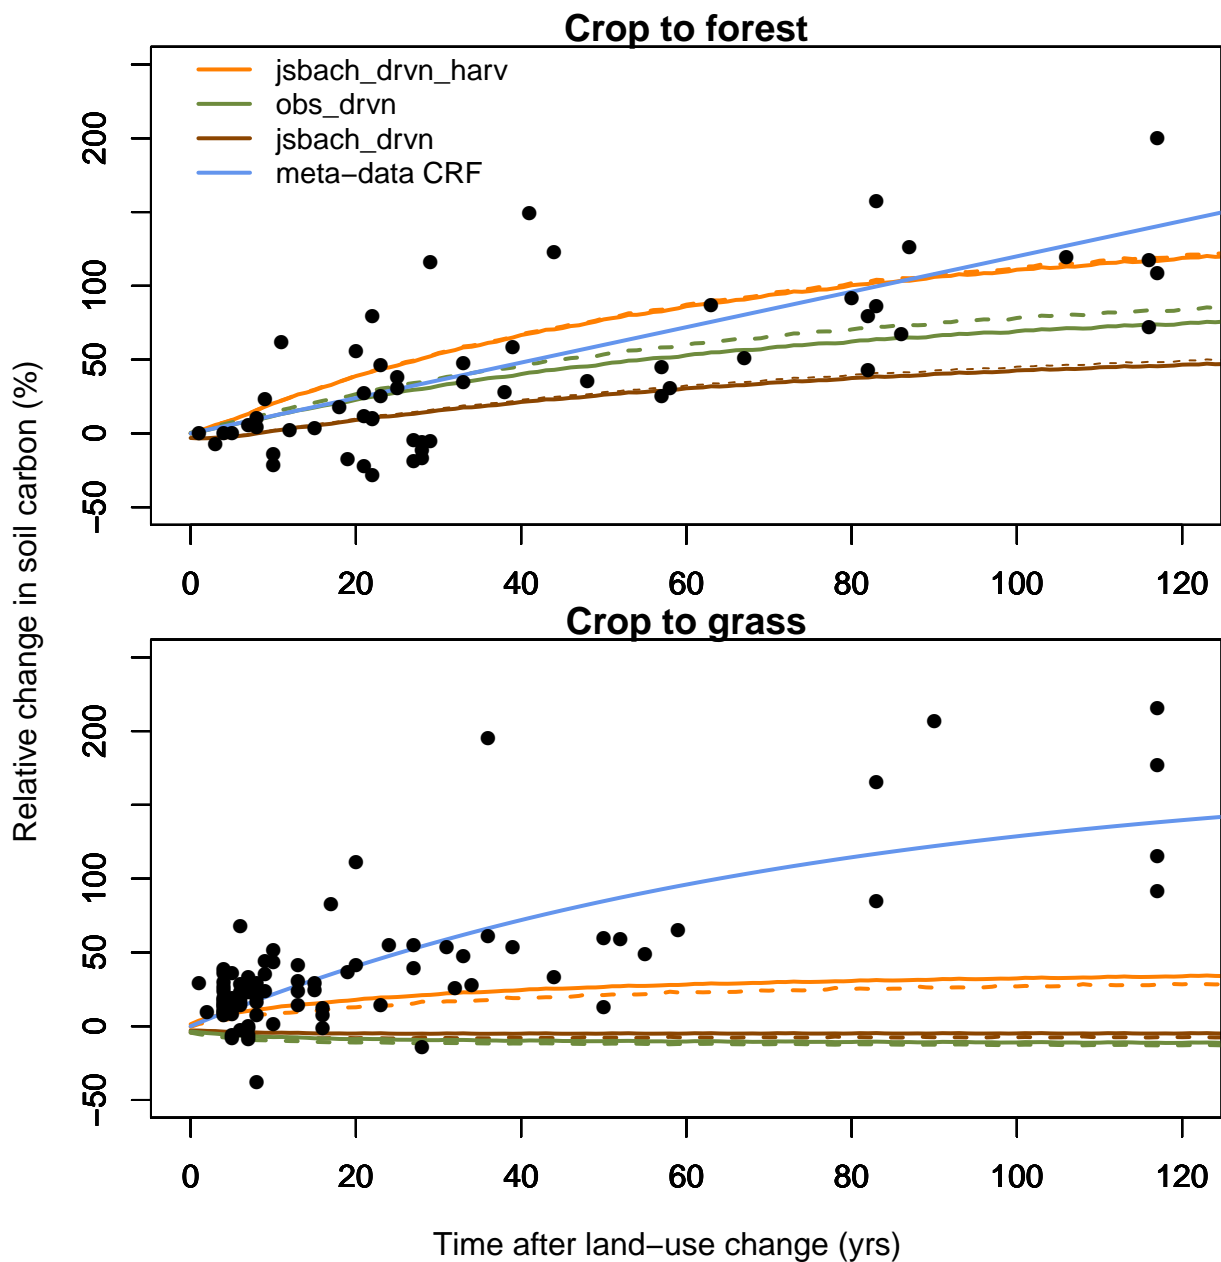 Crop to forest
jsbach_drvn_harv
obs_drvn
jsbach_drvn
meta−data CRF
200
100
50
0
−50
0 20 40 60 80 100 120
Crop to grass
200
100
50
0
−50
0 20 40 60 80 100 120
Relative change in soil carbon (%)
Time after land−use change (yrs)